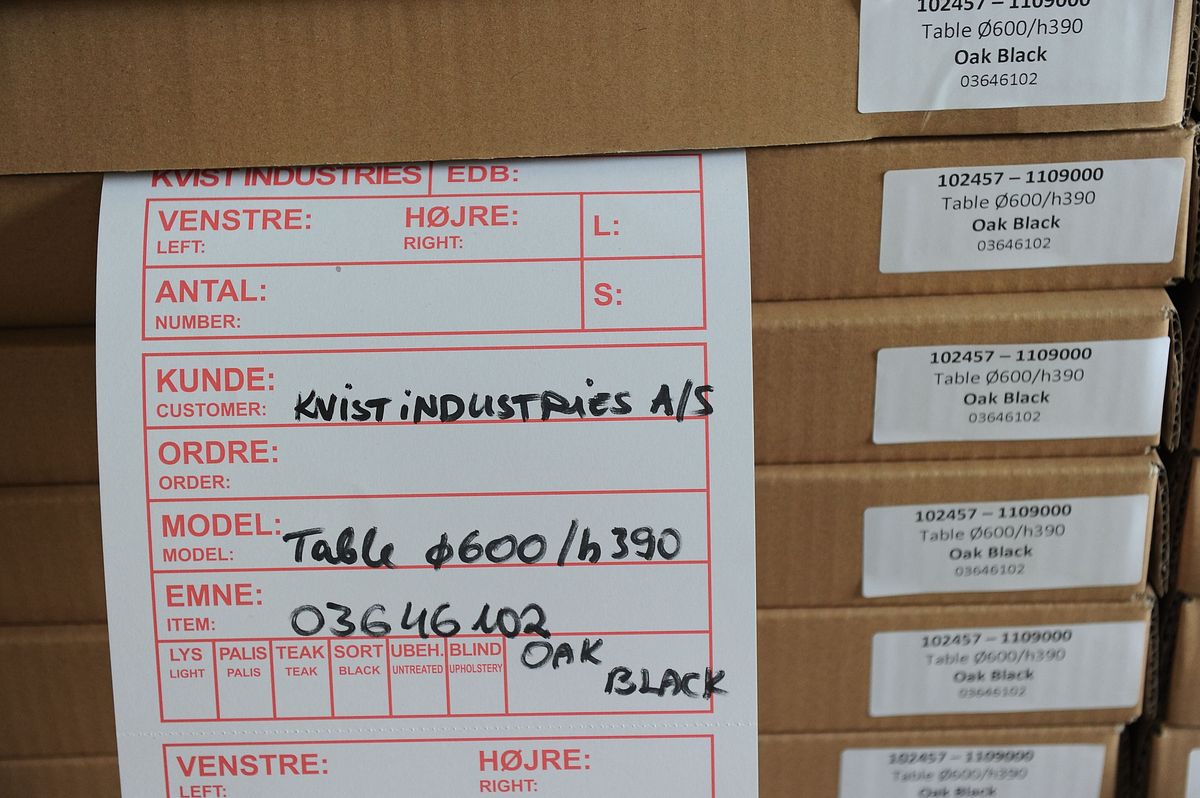 KVIST INDUSTRIES EDB:
VENSTRE: HØJRE: L:
LEFT: RIGHT:
ANTAL: S:
NUMBER:
KUNDE:
CUSTOMER: KVIST INDUSTRIES A/S
ORDRE:
ORDER:
MODEL:
MODEL: Table Ø600/h390
EMNE:
ITEM: 03646102
LYS PALIS TEAK SORT UBEH. BLIND
LIGHT PALIS TEAK BLACK UNTREATED UPHOLSTERY
OAK
BLACK
VENSTRE: HØJRE:
LEFT: RIGHT:
102457 – 1109000
Table Ø600/h390
Oak Black
03646102
102457 – 1109000
Table Ø600/h390
Oak Black
03646102
102457 – 1109000
Table Ø600/h390
Oak Black
03646102
102457 – 1109000
Table Ø600/h390
Oak Black
03646102
102457 – 1109000
Table Ø600/h390
Oak Black
03646102
102457 – 1109000
Table Ø600/h390
Oak Black